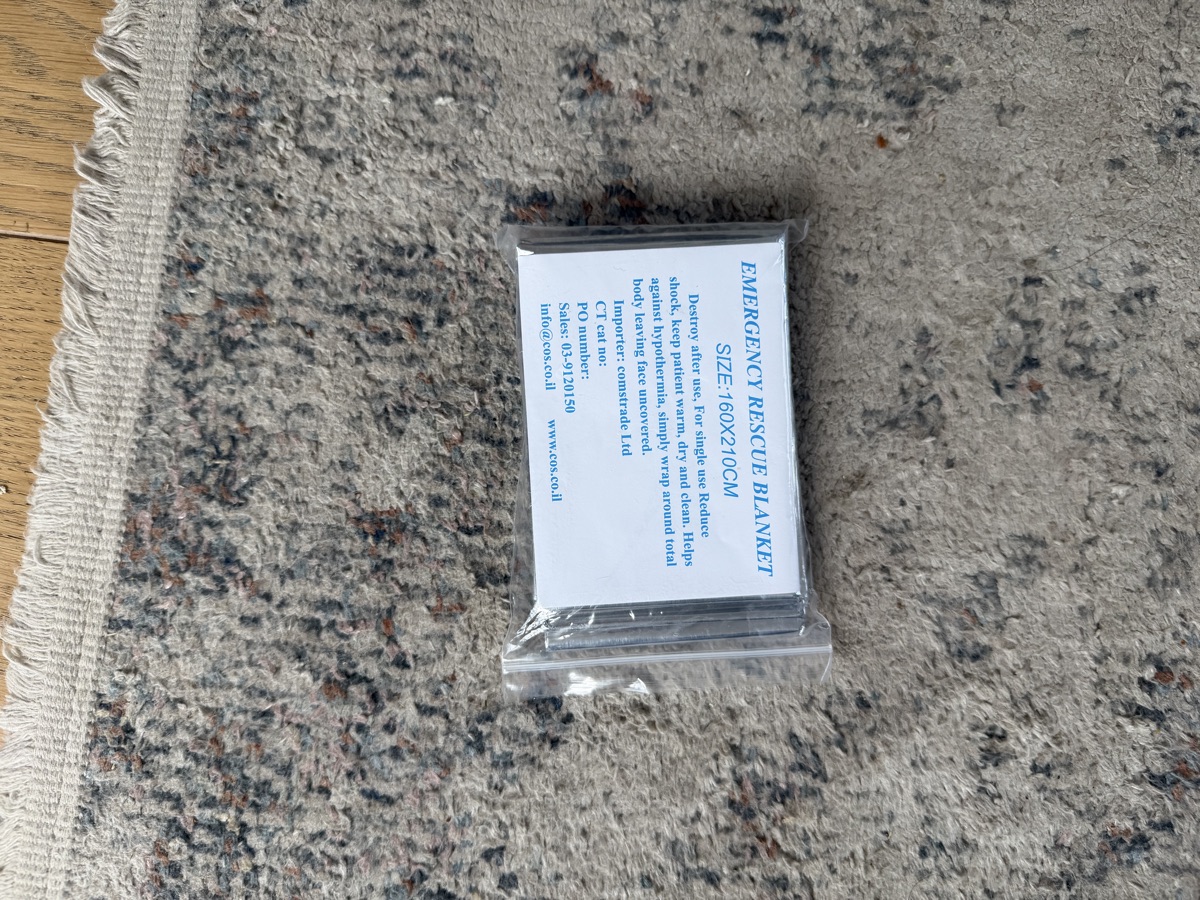 EMERGENCY RESCUE BLANKET
SIZE:160X210CM
Destroy after use, For single use Reduce
shock, keep patient warm, dry and clean. Helps
against hypothermia, simply wrap around total
body leaving face uncovered.
Importer: comstrade Ltd
CT cat no:
PO number:
Sales: 03-9120150
info@cos.co.il www.cos.co.il